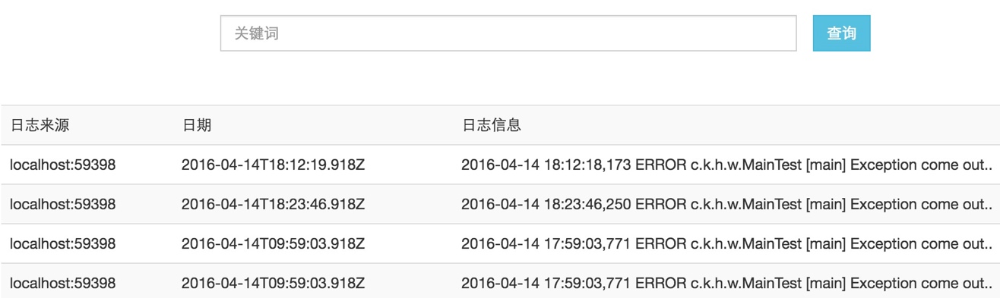 关键词 查询
日志来源 日期 日志信息
localhost:59398 2016-04-14T18:12:19.918Z 2016-04-14 18:12:18,173 ERROR c.k.h.w.MainTest [main] Exception come out..
localhost:59398 2016-04-14T18:23:46.918Z 2016-04-14 18:23:46,250 ERROR c.k.h.w.MainTest [main] Exception come out..
localhost:59398 2016-04-14T09:59:03.918Z 2016-04-14 17:59:03,771 ERROR c.k.h.w.MainTest [main] Exception come out..
localhost:59398 2016-04-14T09:59:03.918Z 2016-04-14 17:59:03,771 ERROR c.k.h.w.MainTest [main] Exception come out..